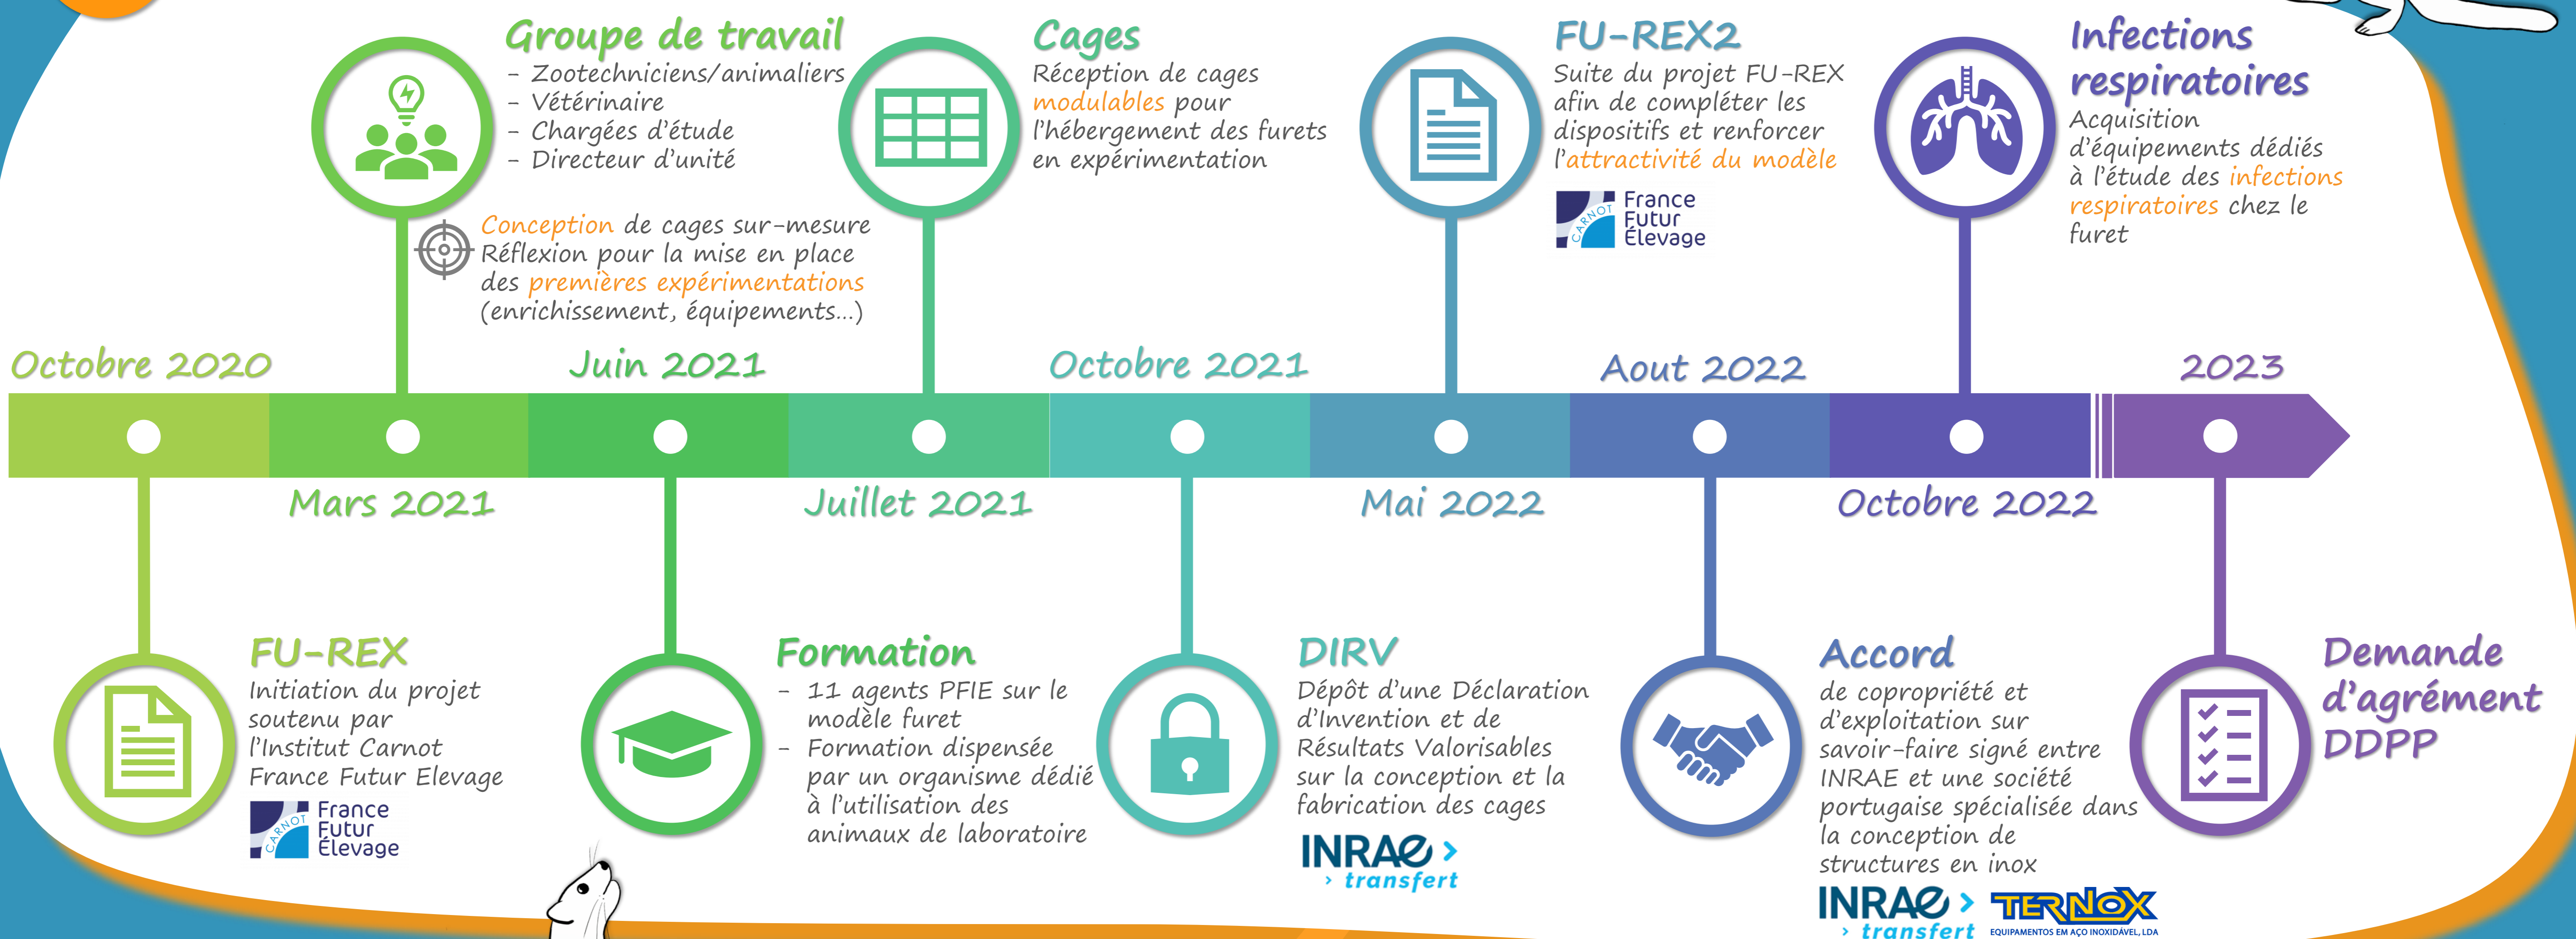 Groupe de travail
- Zootechniciens/animaliers
- Vétérinaire
- Chargées d'étude
- Directeur d'unité
Conception de cages sur-mesure
Réflexion pour la mise en place
des premières expérimentations
(enrichissement, équipements...)
Cages
Réception de cages
modulables pour
l'hébergement des furets
en expérimentation
FU-REX2
Suite du projet FU-REX
afin de compléter les
dispositifs et renforcer
l'attractivité du modèle
CARNOT
France
Futur
Élevage
Infections
respiratoires
Acquisition
d'équipements dédiés
à l'étude des infections
respiratoires chez le
furet
Octobre 2020
Juin 2021
Octobre 2021
Aout 2022
2023
Mars 2021
Juillet 2021
Mai 2022
Octobre 2022
FU-REX
Initiation du projet
soutenu par
l'Institut Carnot
France Futur Elevage
CARNOT
France
Futur
Élevage
Formation
- 11 agents PFIE sur le
modèle furet
- Formation dispensée
par un organisme dédié
à l'utilisation des
animaux de laboratoire
DIRV
Dépôt d'une Déclaration
d'Invention et de
Résultats Valorisables
sur la conception et la
fabrication des cages
INRAE
transfert
Accord
de copropriété et
d'exploitation sur
savoir-faire signé entre
INRAE et une société
portugaise spécialisée dans
la conception de
structures en inox
INRAE
transfert
TERNOX
EQUIPAMENTOS EM AÇO INOXIDÁVEL, LDA
Demande
d'agrément
DDPP